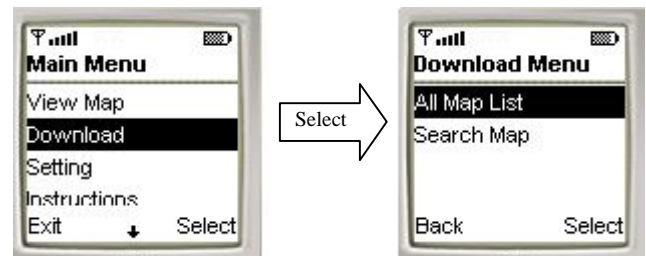 Main Menu
View Map
Download
Setting
Instructions
Exit
Select
Select
Download Menu
All Map List
Search Map
Back
Select